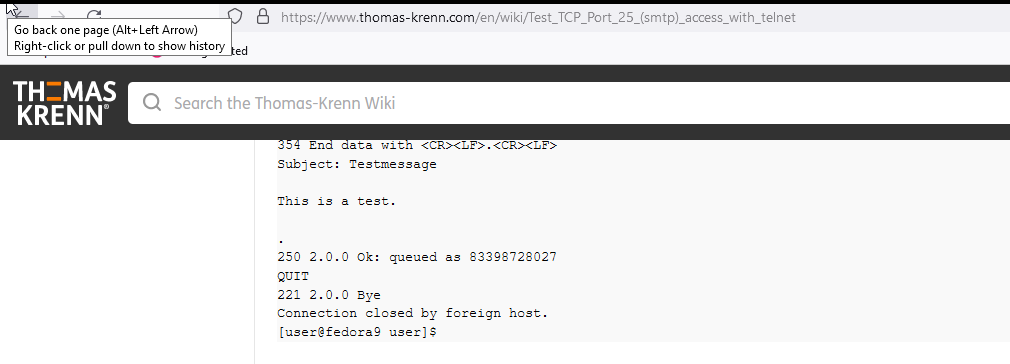 https://www.thomas-krenn.com/en/wiki/Test_TCP_Port_25_(smtp)_access_with_telnet
Go back one page (Alt+Left Arrow)
Right-click or pull down to show history
ted
THOMAS
KRENN®
Search the Thomas-Krenn Wiki
354 End data with <CR><LF>.<CR><LF>
Subject: Testmessage
This is a test.
.
250 2.0.0 Ok: queued as 83398728027
QUIT
221 2.0.0 Bye
Connection closed by foreign host.
[user@fedora9 user]$